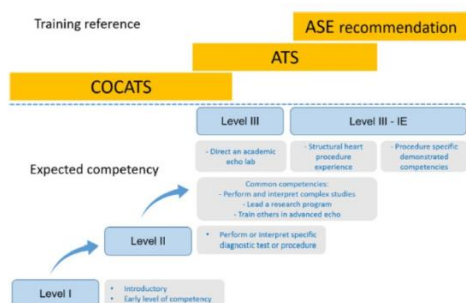 Training reference
ASE recommendation
ATS
COCATS
Level III
Level III - IE
- Direct an academic
echo lab
- Structural heart
procedure
experience
- Procedure specific
demonstrated
competencies
Expected competency
Common competencies:
- Perform and interpret complex studies
- Lead a research program
- Train others in advanced echo
Level II
• Perform or interpret specific
diagnostic test or procedure
Level I
• Introductory
• Early level of competency